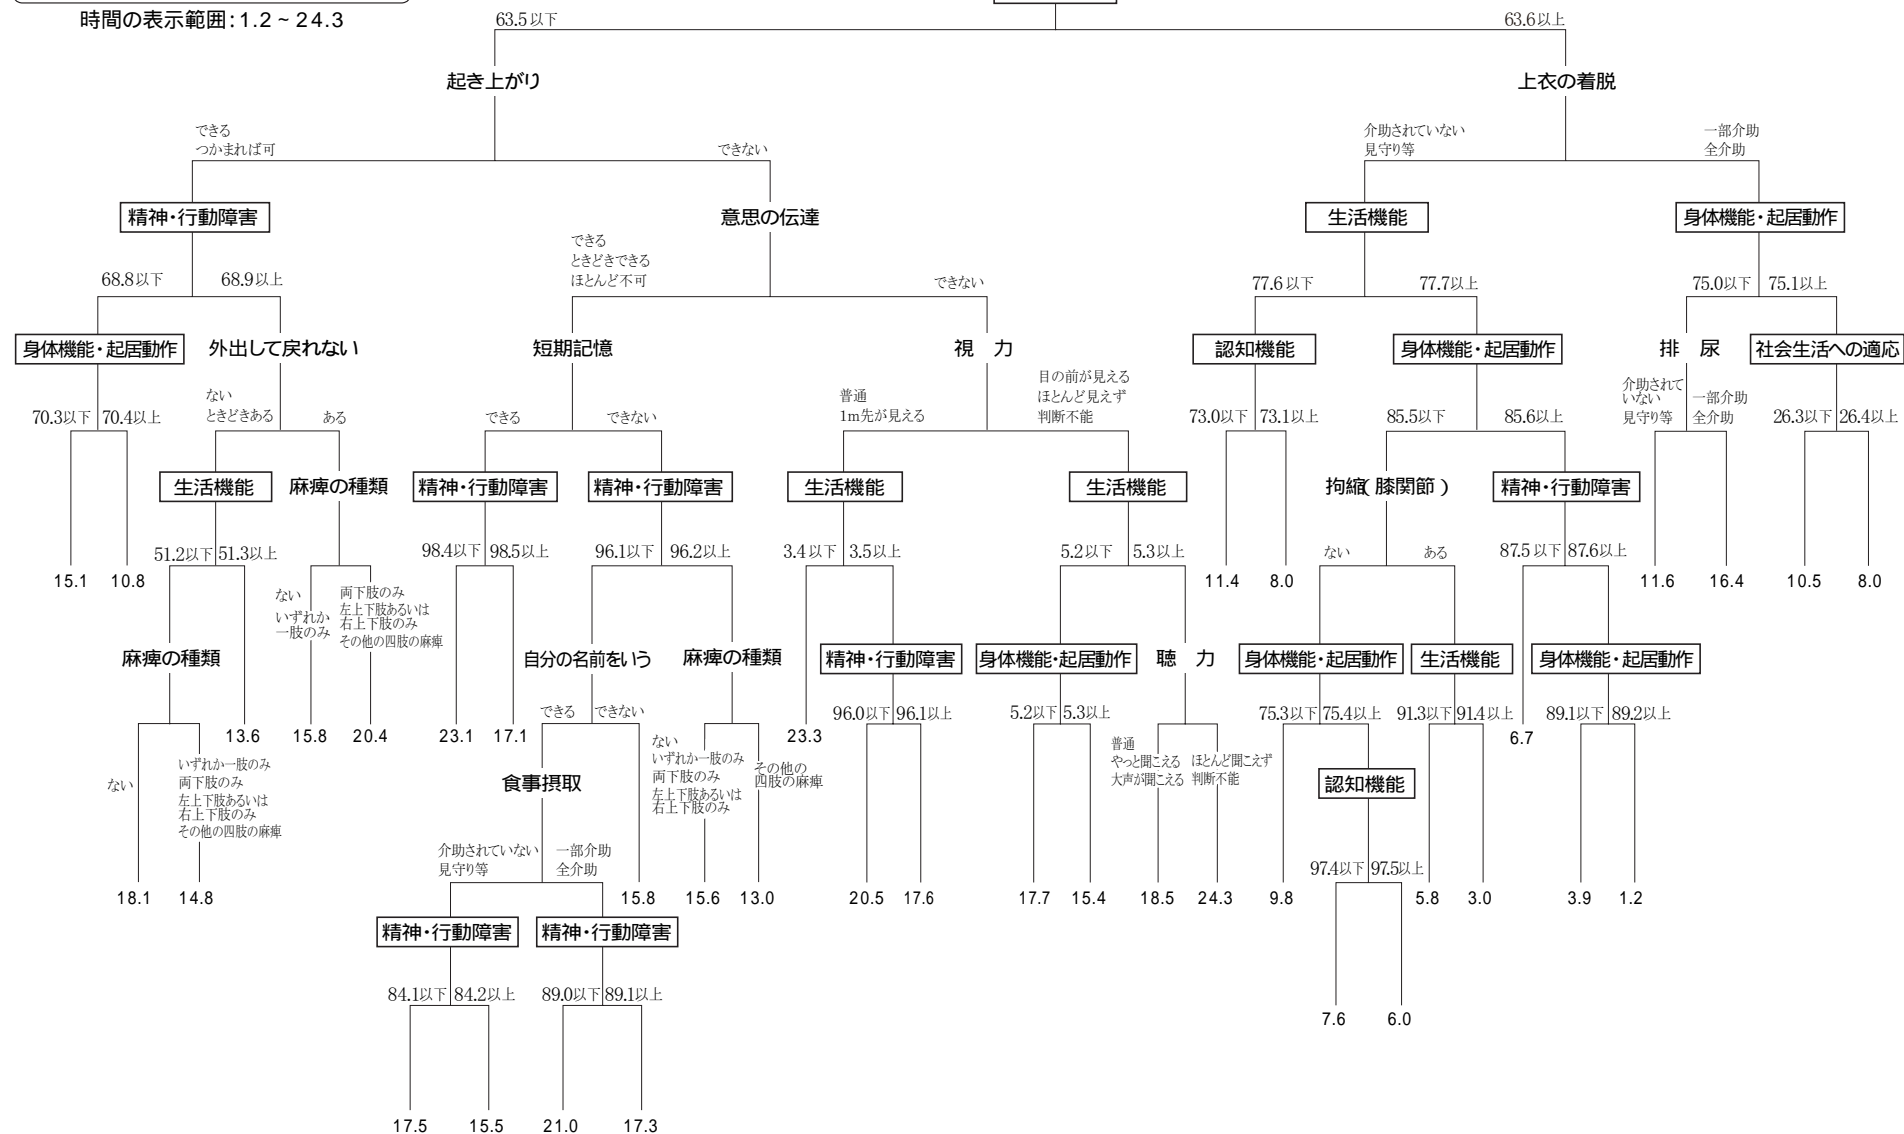 時間の表示範囲:1.2~24.3
63.5以下
63.6以上
起き上がり
上衣の着脱
できる
つかまれば可
できない
介助されていない
見守り等
一部介助
全介助
精神・行動障害
意思の伝達
生活機能
身体機能・起居動作
できる
ときどきできる
ほとんど不可
できない
68.8以下
68.9以上
77.6以下
77.7以上
75.0以下
75.1以上
身体機能・起居動作
外出して戻れない
短期記憶
視 力
認知機能
身体機能・起居動作
排 尿
社会生活への適応
ない
ときどきある
ある
できる
できない
普通
1m先が見える
目の前が見える
ほとんど見えず
判断不能
介助されて
いない
見守り等
一部介助
全介助
70.3以下
70.4以上
73.0以下
73.1以上
85.5以下
85.6以上
26.3以下
26.4以上
生活機能
麻痺の種類
精神・行動障害
精神・行動障害
生活機能
生活機能
拘縮(膝関節)
精神・行動障害
51.2以下
51.3以上
98.4以下
98.5以上
96.1以下
96.2以上
3.4以下
3.5以上
5.2以下
5.3以上
ない
ある
87.5以下
87.6以上
15.1
10.8
11.4
8.0
11.6
16.4
10.5
8.0
ない
いずれか
一肢のみ
両下肢のみ
左上下肢あるいは
右上下肢のみ
その他の四肢の麻痺
麻痺の種類
自分の名前をいう
麻痺の種類
精神・行動障害
身体機能・起居動作
聴 力
身体機能・起居動作
生活機能
身体機能・起居動作
できる
できない
96.0以下
96.1以上
5.2以下
5.3以上
75.3以下
75.4以上
91.3以下
91.4以上
89.1以下
89.2以上
13.6
15.8
20.4
23.1
17.1
23.3
6.7
ない
いずれか一肢のみ
両下肢のみ
左上下肢あるいは
右上下肢のみ
その他の四肢の麻痺
食事摂取
ない
いずれか一肢のみ
両下肢のみ
左上下肢あるいは
右上下肢のみ
その他の
四肢の麻痺
普通
やっと聞こえる
大声が聞こえる
ほとんど聞こえず
判断不能
認知機能
介助されていない
見守り等
一部介助
全介助
97.4以下
97.5以上
18.1
14.8
15.8
15.6
13.0
20.5
17.6
17.7
15.4
18.5
24.3
9.8
5.8
3.0
3.9
1.2
精神・行動障害
精神・行動障害
84.1以下
84.2以上
89.0以下
89.1以上
7.6
6.0
17.5
15.5
21.0
17.3